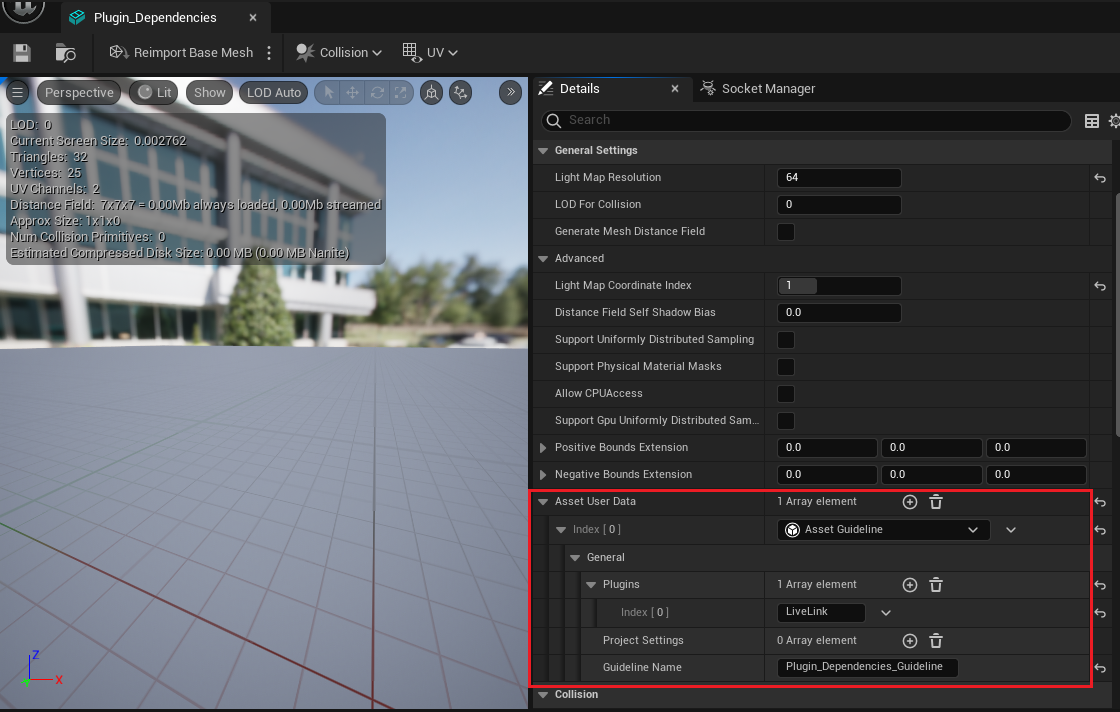 Plugin_Dependencies
Reimport Base Mesh
Collision
UV
Perspective
Lit
Show
LOD Auto
LOD: 0
Current Screen Size: 0.002762
Triangles: 32
Vertices: 25
UV Channels: 2
Distance Field: 7x7x7 = 0.00Mb always loaded, 0.00Mb streamed
Approx Size: 1x1x0
Num Collision Primitives: 0
Estimated Compressed Disk Size: 0.00 MB (0.00 MB Nanite)
Z
X
Y
Details
Socket Manager
Search
General Settings
Light Map Resolution 64
LOD For Collision 0
Generate Mesh Distance Field
Advanced
Light Map Coordinate Index 1
Distance Field Self Shadow Bias 0.0
Support Uniformly Distributed Sampling
Support Physical Material Masks
Allow CPUAccess
Support Gpu Uniformly Distributed Sam...
Positive Bounds Extension 0.0 0.0 0.0
Negative Bounds Extension 0.0 0.0 0.0
Asset User Data 1 Array element
Index [ 0 ] Asset Guideline
General
Plugins 1 Array element
Index [ 0 ] LiveLink
Project Settings 0 Array element
Guideline Name Plugin_Dependencies_Guideline
Collision